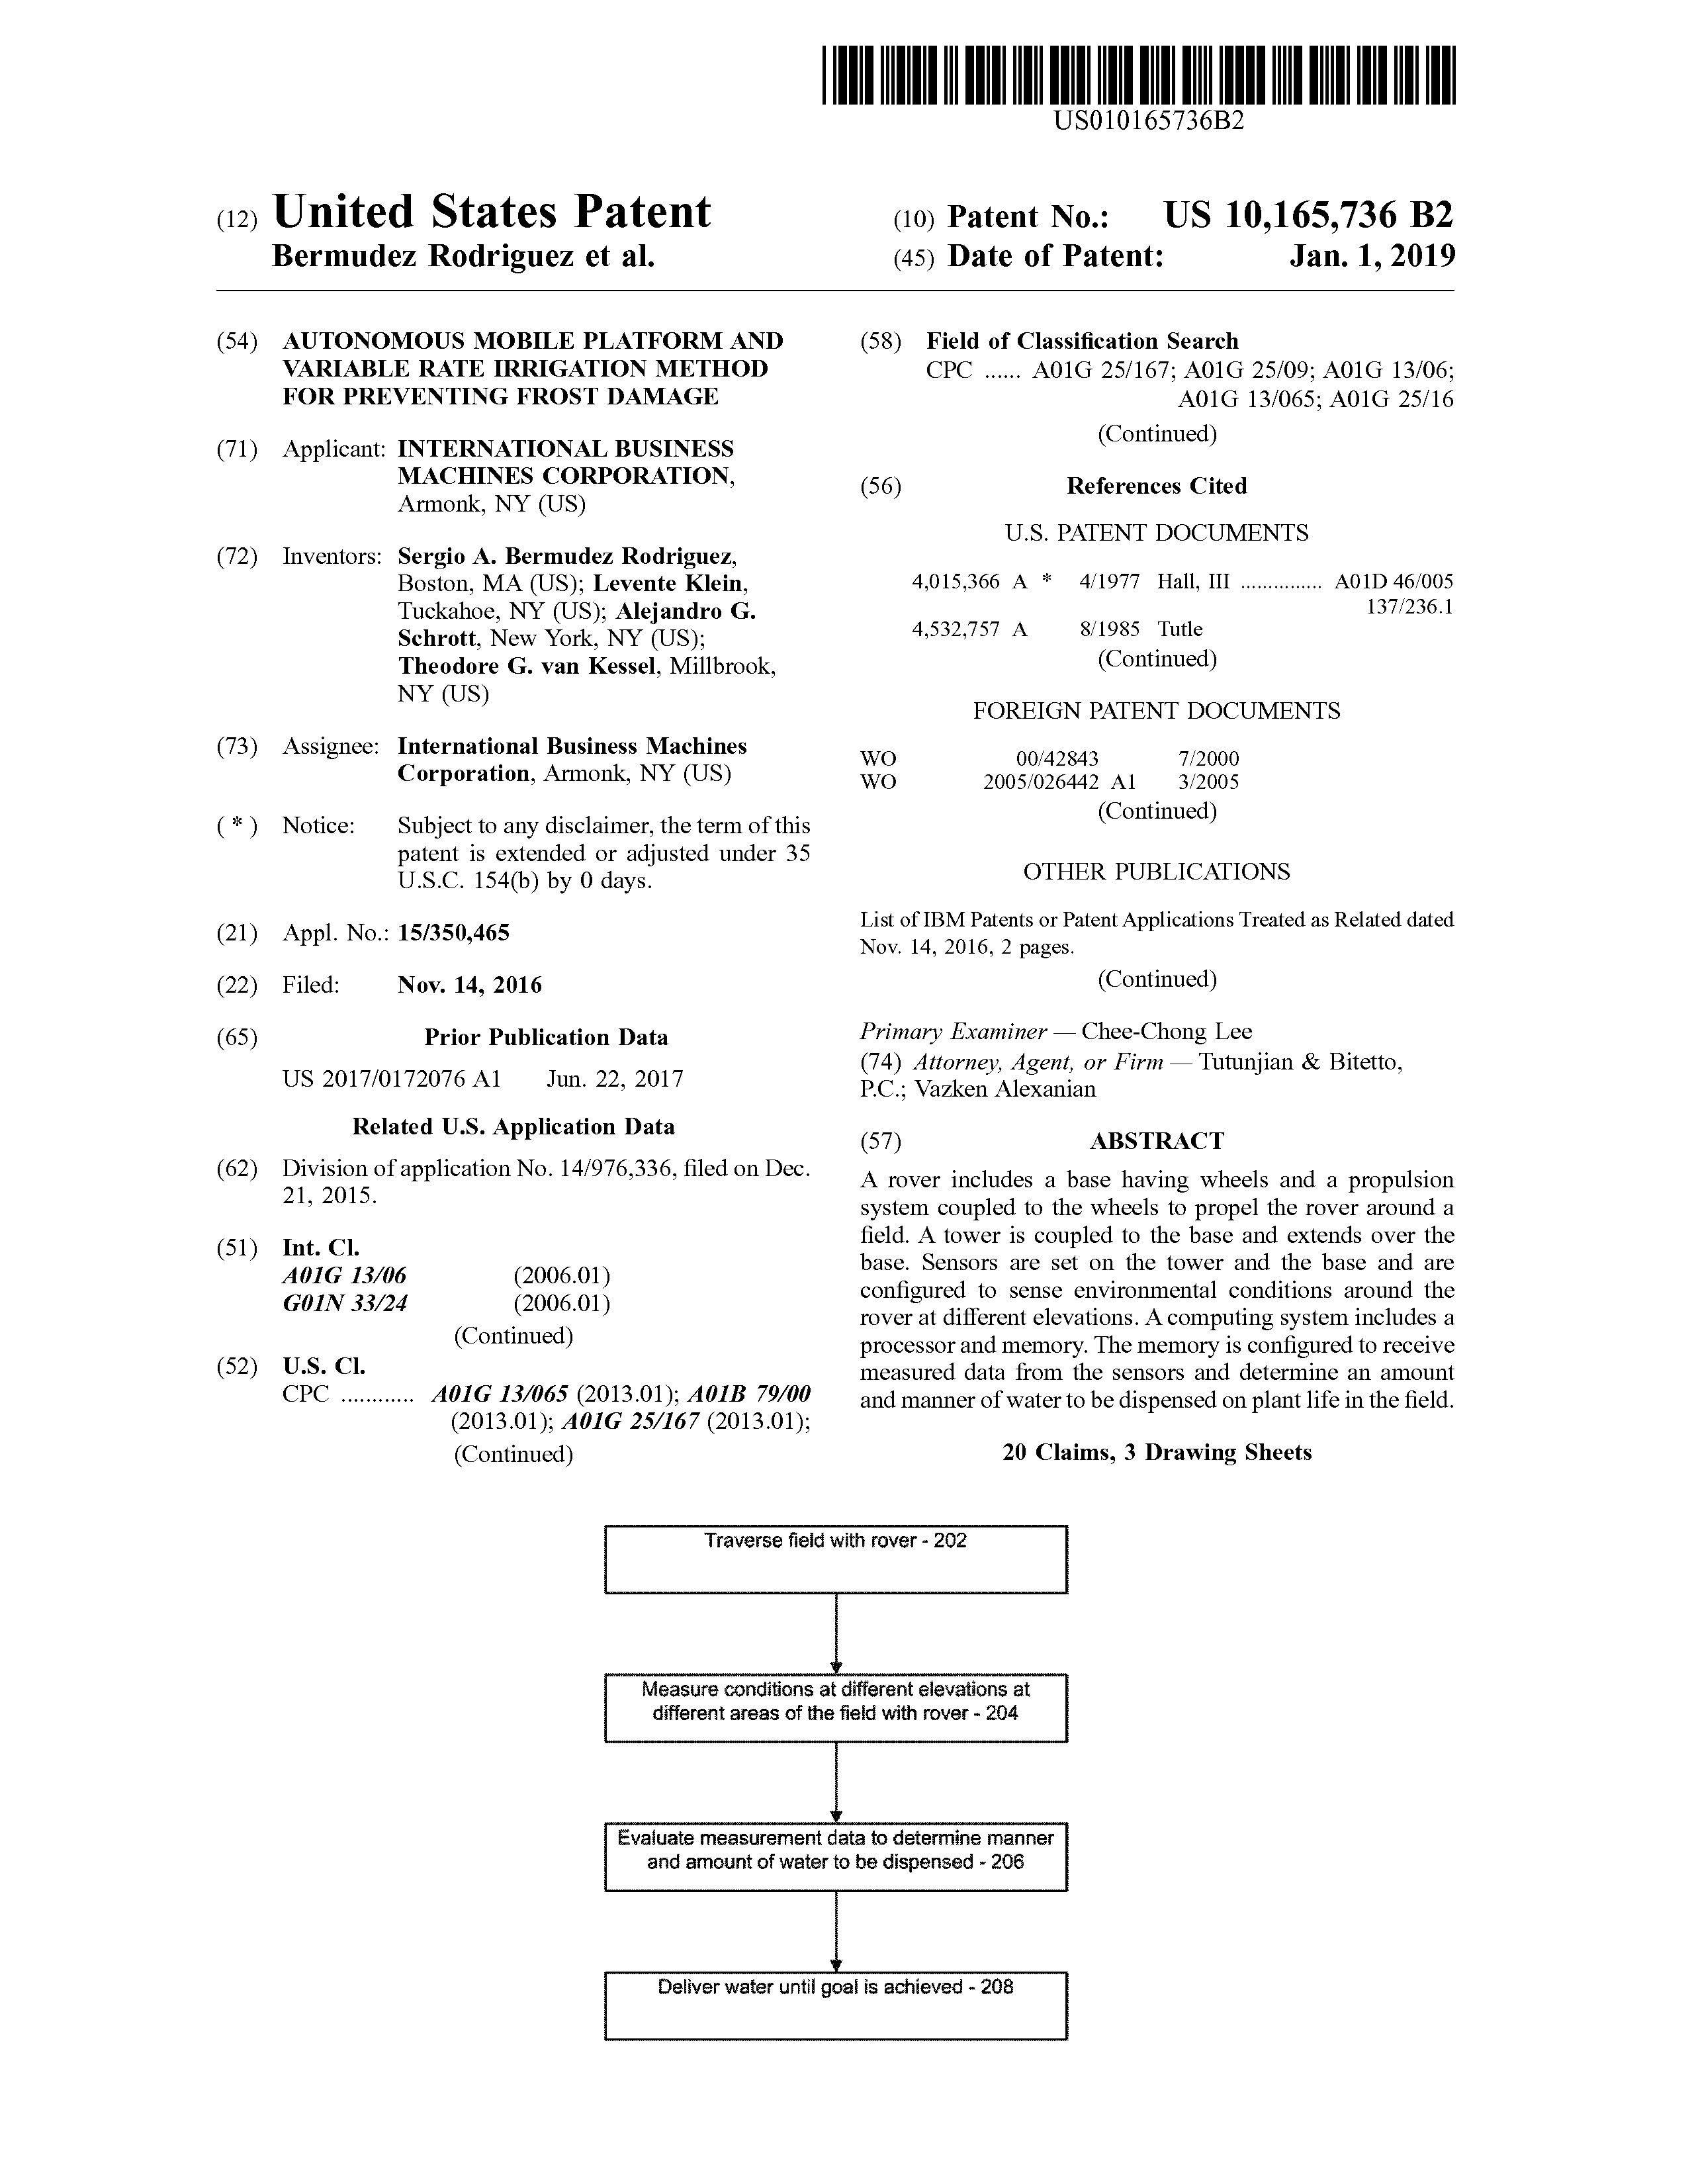 US010165736B2
(12) United States Patent
Bermudez Rodriguez et al.
(10) Patent No.: US 10,165,736 B2
(45) Date of Patent: Jan. 1, 2019
(54) AUTONOMOUS MOBILE PLATFORM AND
VARIABLE RATE IRRIGATION METHOD
FOR PREVENTING FROST DAMAGE
(71) Applicant: INTERNATIONAL BUSINESS
MACHINES CORPORATION,
Armonk, NY (US)
(72) Inventors: Sergio A. Bermudez Rodriguez,
Boston, MA (US); Levente Klein,
Tuckahoe, NY (US); Alejandro G.
Schrott, New York, NY (US);
Theodore G. van Kessel, Millbrook,
NY (US)
(73) Assignee: International Business Machines
Corporation, Armonk, NY (US)
( * ) Notice: Subject to any disclaimer, the term of this
patent is extended or adjusted under 35
U.S.C. 154(b) by 0 days.
(21) Appl. No.: 15/350,465
(22) Filed: Nov. 14, 2016
(65) Prior Publication Data
US 2017/0172076 A1 Jun. 22, 2017
Related U.S. Application Data
(62) Division of application No. 14/976,336, filed on Dec.
21, 2015.
(51) Int. Cl.
A01G 13/06 (2006.01)
G01N 33/24 (2006.01)
(Continued)
(52) U.S. Cl.
CPC ............ A01G 13/065 (2013.01); A01B 79/00
(2013.01); A01G 25/167 (2013.01);
(Continued)
(58) Field of Classification Search
CPC ...... A01G 25/167; A01G 25/09; A01G 13/06;
A01G 13/065; A01G 25/16
(Continued)
(56) References Cited
U.S. PATENT DOCUMENTS
4,015,366 A * 4/1977 Hall, III ............... A01D 46/005
137/236.1
4,532,757 A 8/1985 Tutle
(Continued)
FOREIGN PATENT DOCUMENTS
WO 00/42843 7/2000
WO 2005/026442 A1 3/2005
(Continued)
OTHER PUBLICATIONS
List of IBM Patents or Patent Applications Treated as Related dated
Nov. 14, 2016, 2 pages.
(Continued)
Primary Examiner — Chee-Chong Lee
(74) Attorney, Agent, or Firm — Tutunjian & Bitetto,
P.C.; Vazken Alexanian
(57) ABSTRACT
A rover includes a base having wheels and a propulsion
system coupled to the wheels to propel the rover around a
field. A tower is coupled to the base and extends over the
base. Sensors are set on the tower and the base and are
configured to sense environmental conditions around the
rover at different elevations. A computing system includes a
processor and memory. The memory is configured to receive
measured data from the sensors and determine an amount
and manner of water to be dispensed on plant life in the field.
20 Claims, 3 Drawing Sheets
Traverse field with rover - 202
Measure conditions at different elevations at
different areas of the field with rover - 204
Evaluate measurement data to determine manner
and amount of water to be dispensed - 206
Deliver water until goal is achieved - 208